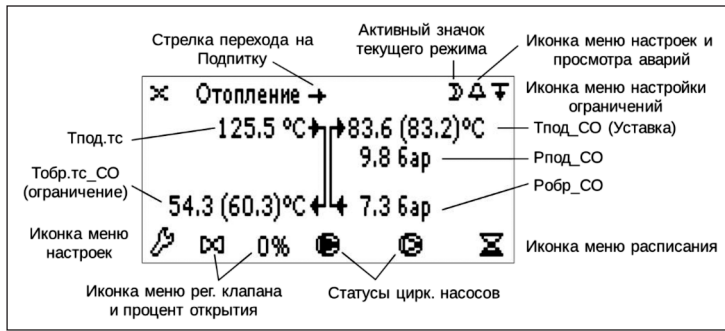 Стрелка перехода на
Подпитку
Активный значок
текущего режима
Иконка меню настроек и
просмотра аварий
Отопление
Иконка меню настройки
ограничений
Тпод.тс
125.5 ºC
83.6 (83.2)ºC
Тпод_СО (Уставка)
9.8 бар
Рпод_СО
Тобр.тс_СО
(ограничение)
54.3 (60.3)ºC
7.3 бар
Робр_СО
Иконка меню
настроек
0%
Иконка меню расписания
Иконка меню рег. клапана
и процент открытия
Статусы цирк. насосов